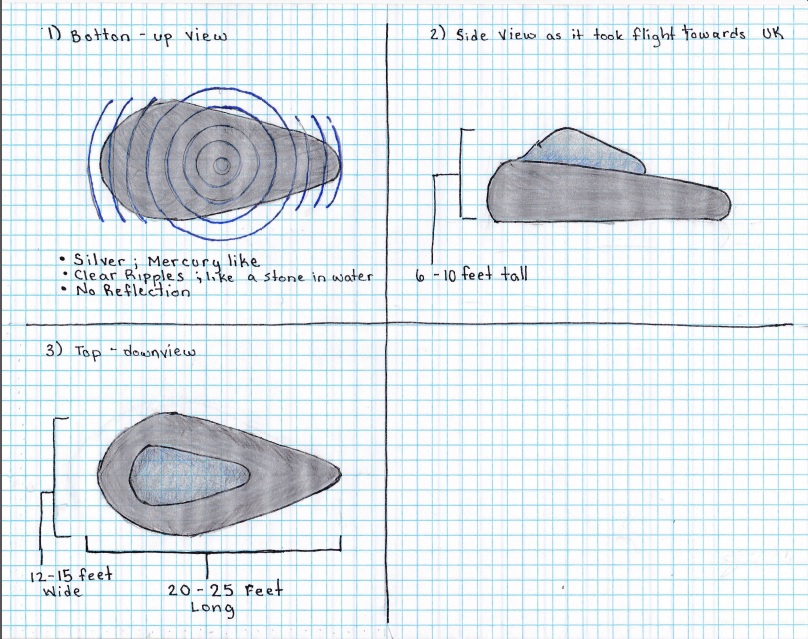 1) Botton - up view
• Silver ; Mercury like
• Clear Ripples ; like a stone in water
• No Reflection
2) Side View as it took flight towards UK
6 - 10 feet tall
3) Top - downview
12-15 feet
Wide
20 - 25 Feet
Long